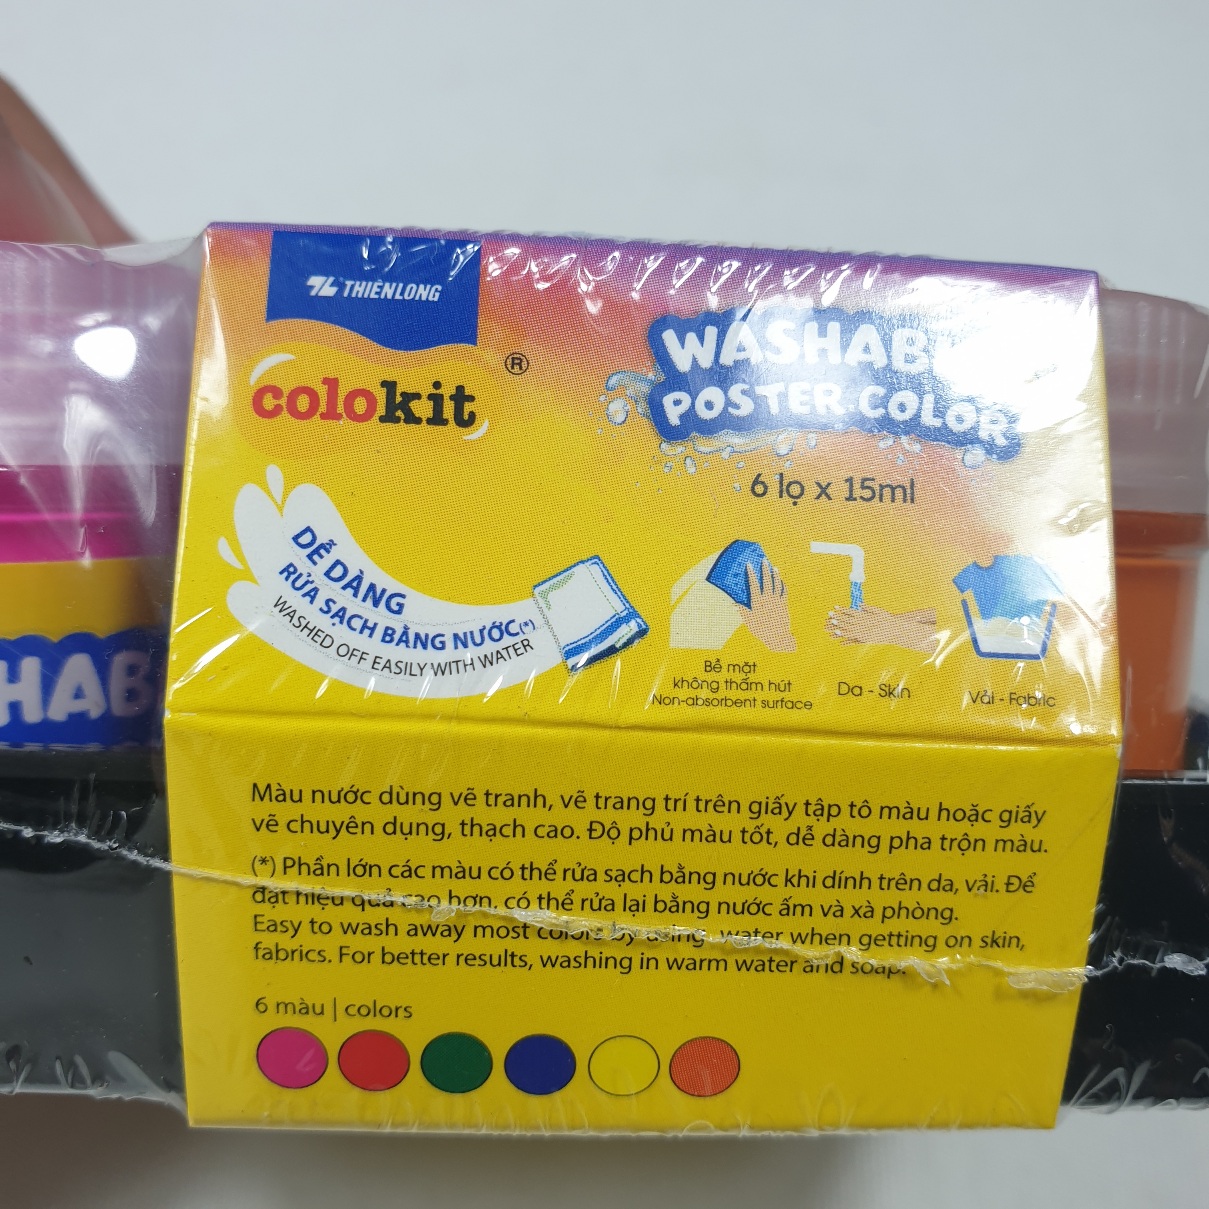 THIÊN LONG
colokit ®
WASHAB
POSTER COLOR
6 lọ x 15ml
DỄ DÀNG
RỬA SẠCH BẰNG NƯỚC(*)
WASHED OFF EASILY WITH WATER
Bề mặt
không thấm hút
Non-absorbent surface
Da - Skin
Vải - Fabric
HAB
Màu nước dùng vẽ tranh, vẽ trang trí trên giấy tập tô màu hoặc giấy
vẽ chuyên dụng, thạch cao. Độ phủ màu tốt, dễ dàng pha trộn màu.
(*) Phần lớn các màu có thể rửa sạch bằng nước khi dính trên da, vải. Để
đạt hiệu quả cao hơn, có thể rửa lại bằng nước ấm và xà phòng.
Easy to wash away most colors by using water when getting on skin,
fabrics. For better results, washing in warm water and soap.
6 màu | colors